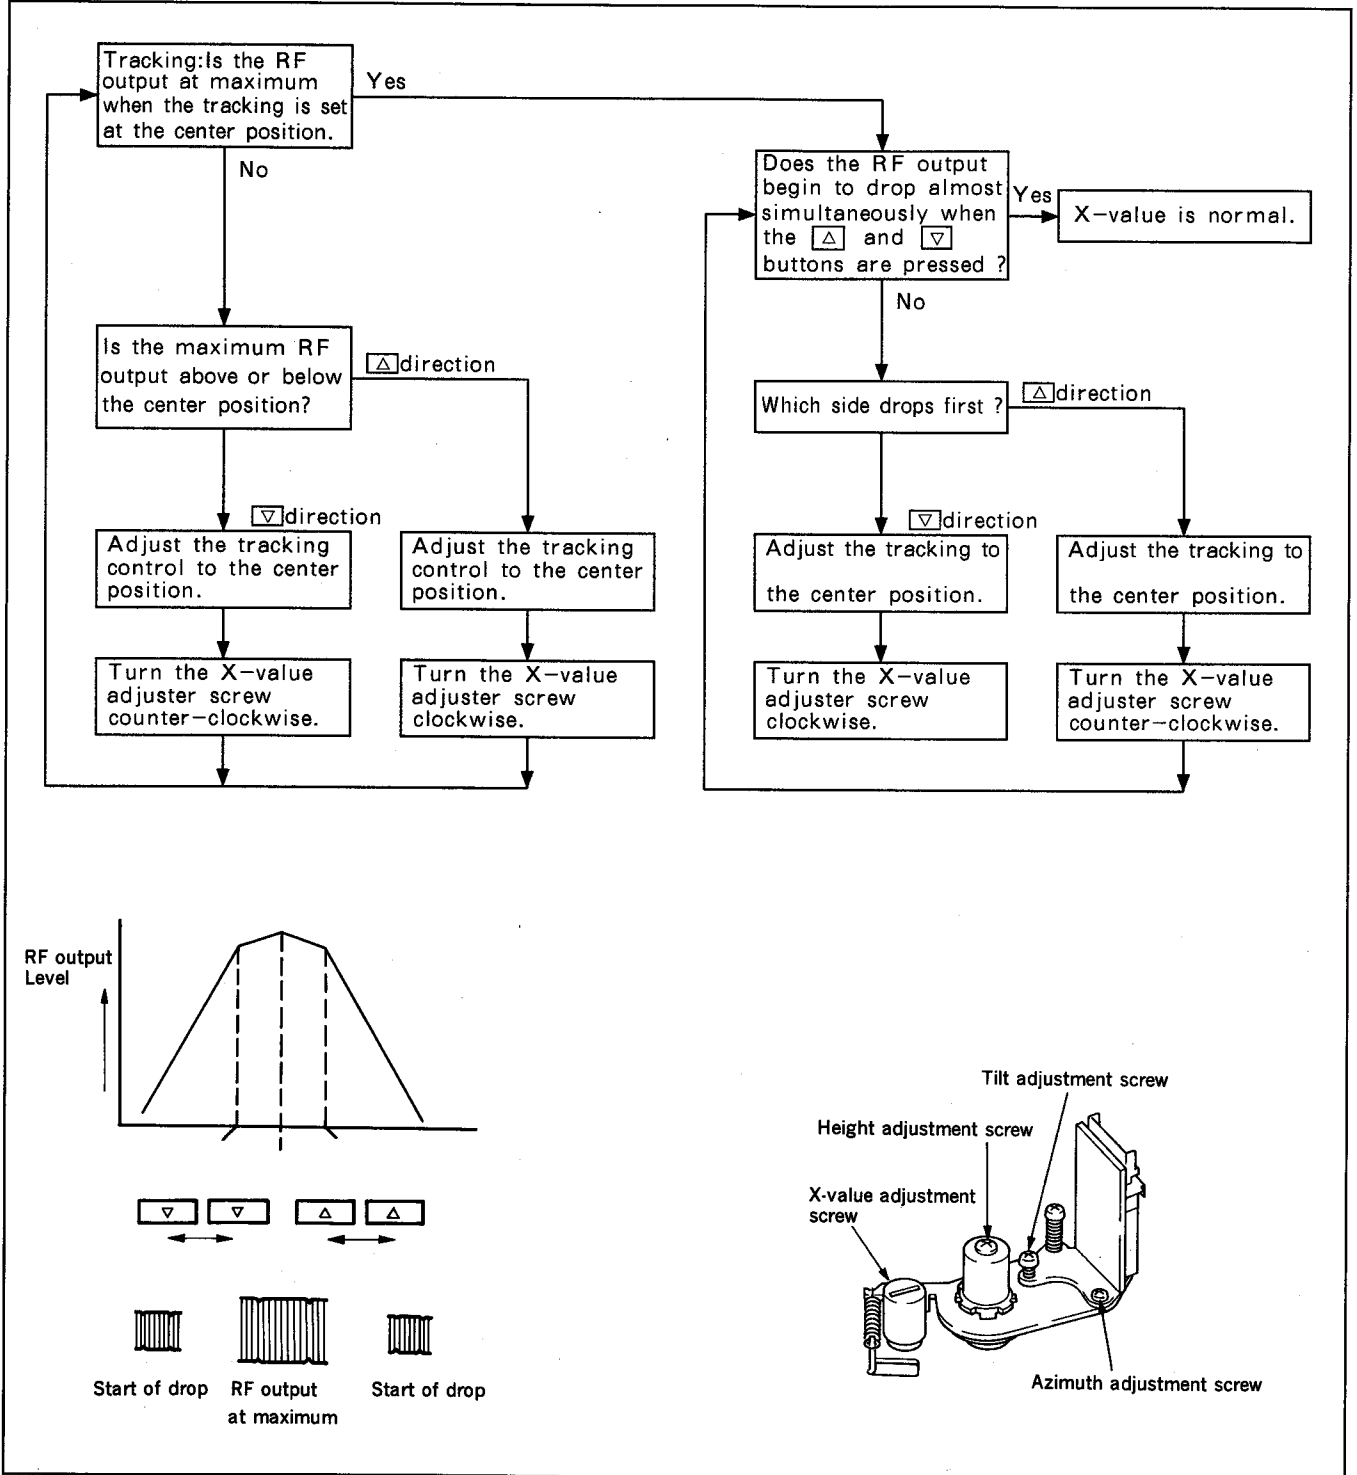 Tracking:Is the RF
output at maximum
when the tracking is set
at the center position.
Yes
No
Does the RF output
begin to drop almost
simultaneously when
the △ and ▽
buttons are pressed ?
Yes
X-value is normal.
No
Is the maximum RF
output above or below
the center position?
△ direction
Which side drops first ?
△ direction
▽ direction
Adjust the tracking
control to the center
position.
Adjust the tracking
control to the center
position.
▽ direction
Adjust the tracking to
the center position.
Adjust the tracking to
the center position.
Turn the X-value
adjuster screw
counter-clockwise.
Turn the X-value
adjuster screw
clockwise.
Turn the X-value
adjuster screw
clockwise.
Turn the X-value
adjuster screw
counter-clockwise.
RF output
Level
▽ ▽ △ △
Start of drop
RF output
at maximum
Start of drop
Tilt adjustment screw
Height adjustment screw
X-value adjustment
screw
Azimuth adjustment screw